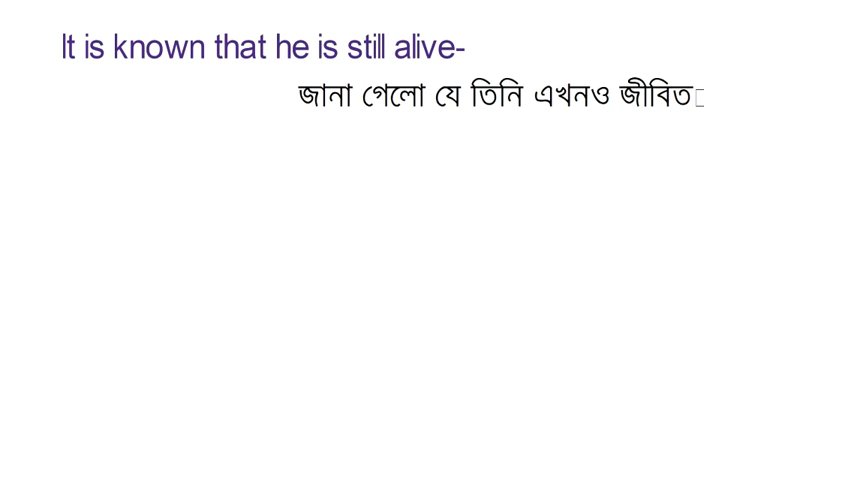 It is known that he is still alive-
জানা গেলো যে তিনি এখনও জীবিত